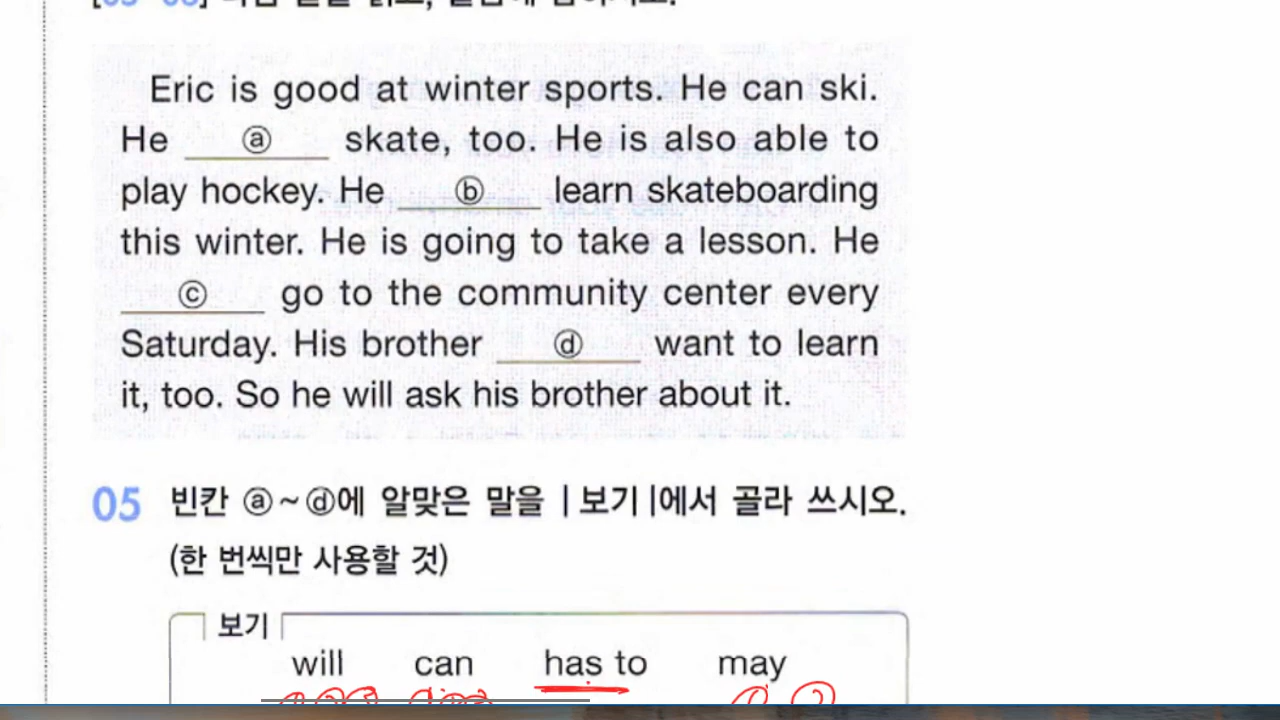 Eric is good at winter sports. He can ski.
He ⓐ skate, too. He is also able to
play hockey. He ⓑ learn skateboarding
this winter. He is going to take a lesson. He
ⓒ go to the community center every
Saturday. His brother ⓓ want to learn
it, too. So he will ask his brother about it.
05 빈칸 ⓐ~ⓓ에 알맞은 말을 |보기|에서 골라 쓰시오.
(한 번씩만 사용할 것)
보기
will can has to may